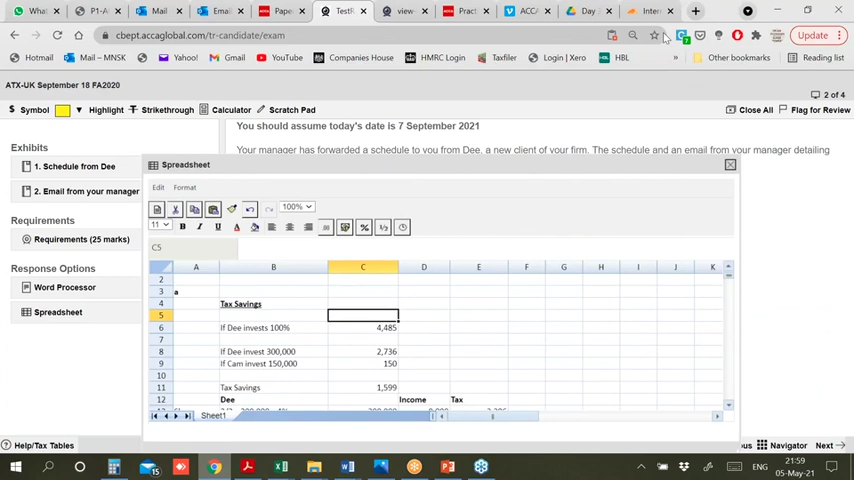 What
P1-A
Mail
Email
Pape
TestR
view
Pract
ACCA
Day
Inter
cbept.accaglobal.com/tr-candidate/exam
Update
Hotmail
Mail – MNSK
Gmail
YouTube
Companies House
HMRC Login
Taxfiler
Login | Xero
HBL
»
Other bookmarks
Reading list
ATX-UK September 18 FA2020
2 of 4
$ Symbol
Highlight
Strikethrough
Calculator
Scratch Pad
Close All
Flag for Review
Exhibits
1. Schedule from Dee
2. Email from your manager
Requirements
Requirements (25 marks)
Response Options
Word Processor
Spreadsheet
You should assume today's date is 7 September 2021
Your manager has forwarded a schedule to you from Dee, a new client of your firm. The schedule and an email from your manager detailing
Spreadsheet
Edit Format
100%
11 B I U A % ½
C5
A B C D E F G H I J K
2
3 a
4 Tax Savings
5
6 If Dee invests 100% 4,485
7
8 If Dee invest 300,000 2,736
9 If Cam invest 150,000 150
10
11 Tax Savings 1,599
12 Dee Income Tax
Sheet1
Help/Tax Tables
ous Navigator Next
15
ENG
21:59
05-May-21